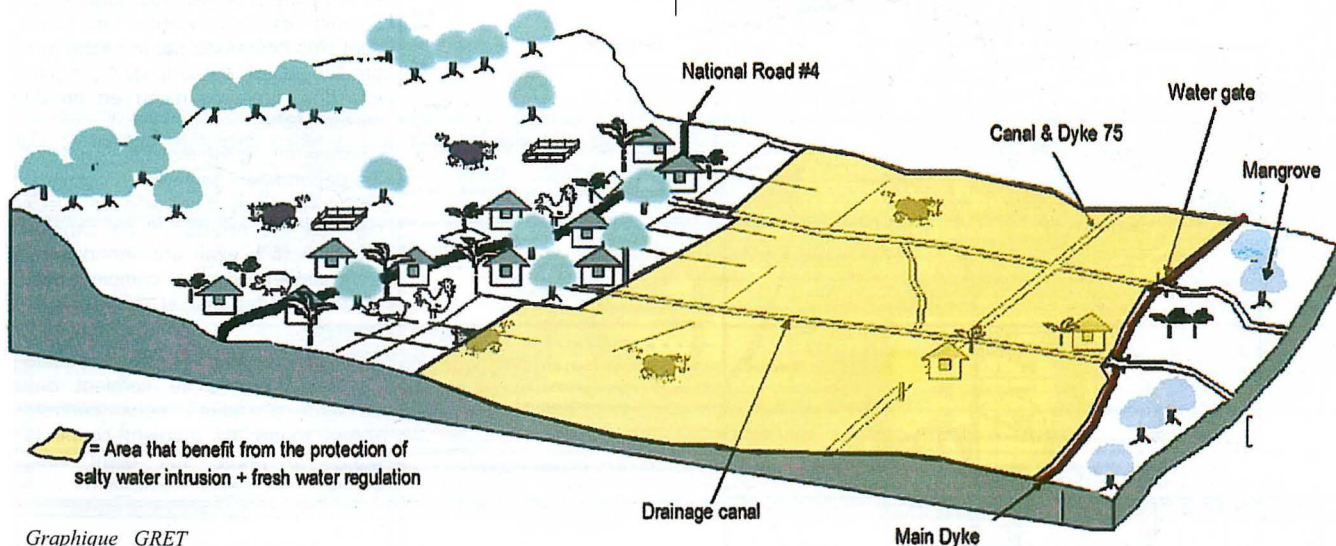 National Road #4
Water gate
Canal & Dyke 75
Mangrove
= Area that benefit from the protection of
salty water intrusion + fresh water regulation
Drainage canal
Main Dyke
Graphique GRET